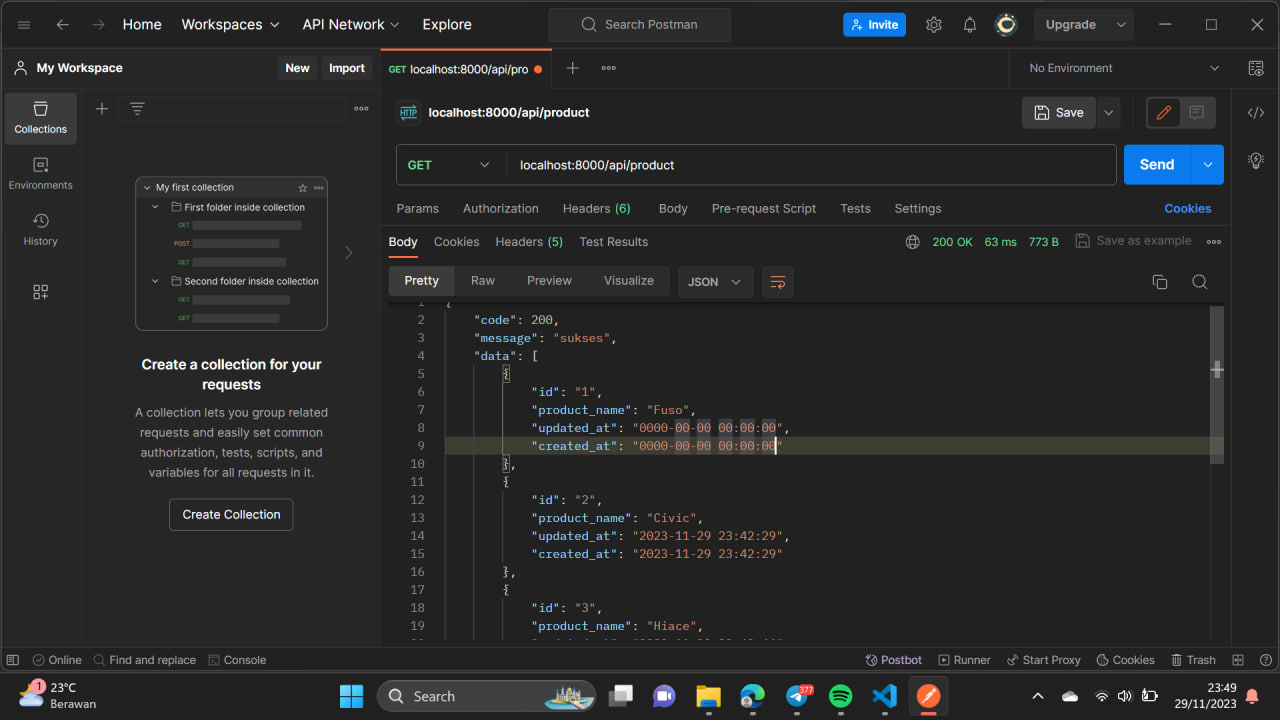 Home Workspaces API Network Explore Search Postman Invite Upgrade
My Workspace New Import GET localhost:8000/api/pro No Environment
Collections
Environments
History
My first collection
First folder inside collection
GET
POST
GET
Second folder inside collection
GET
GET
Create a collection for your
requests
A collection lets you group related
requests and easily set common
authorization, tests, scripts, and
variables for all requests in it.
Create Collection
HTTP localhost:8000/api/product Save
GET localhost:8000/api/product Send
Params Authorization Headers (6) Body Pre-request Script Tests Settings Cookies
Body Cookies Headers (5) Test Results 200 OK 63 ms 773 B Save as example
Pretty Raw Preview Visualize JSON
1 {
2 "code": 200,
3 "message": "sukses",
4 "data": [
5 {
6 "id": "1",
7 "product_name": "Fuso",
8 "updated_at": "0000-00-00 00:00:00",
9 "created_at": "0000-00-00 00:00:00"
10 },
11 {
12 "id": "2",
13 "product_name": "Civic",
14 "updated_at": "2023-11-29 23:42:29",
15 "created_at": "2023-11-29 23:42:29"
16 },
17 {
18 "id": "3",
19 "product_name": "Hiace",
Online Find and replace Console Postbot Runner Start Proxy Cookies Trash
1 23°C
Berawan
Search
377
23:49
29/11/2023